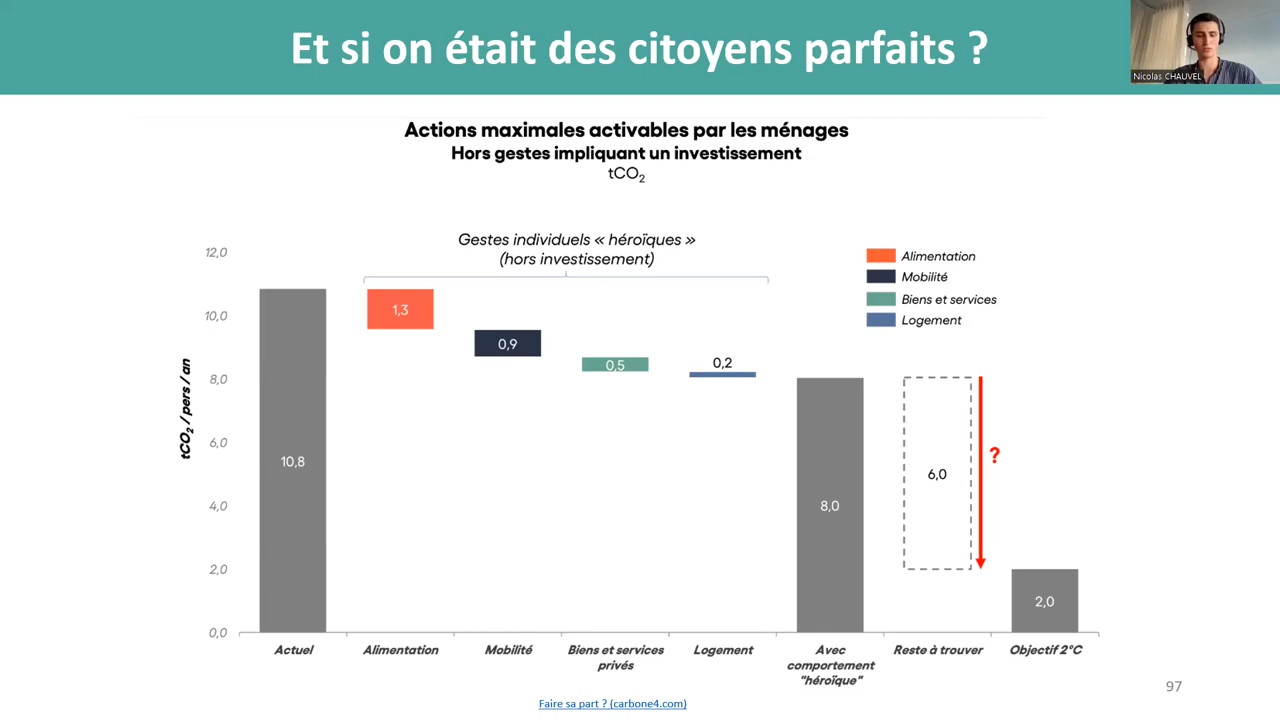 Et si on était des citoyens parfaits ?
Nicolas CHAUVEL
Actions maximales activables par les ménages
Hors gestes impliquant un investissement
tCO₂
Gestes individuels « héroïques »
(hors investissement)
Alimentation
Mobilité
Biens et services
Logement
tCO₂ / pers / an
12,0
10,0
8,0
6,0
4,0
2,0
0,0
10,8
1,3
0,9
0,5
0,2
8,0
6,0
?
2,0
Actuel
Alimentation
Mobilité
Biens et services
privés
Logement
Avec
comportement
"héroïque"
Reste à trouver
Objectif 2°C
Faire sa part ? (carbone4.com)
97